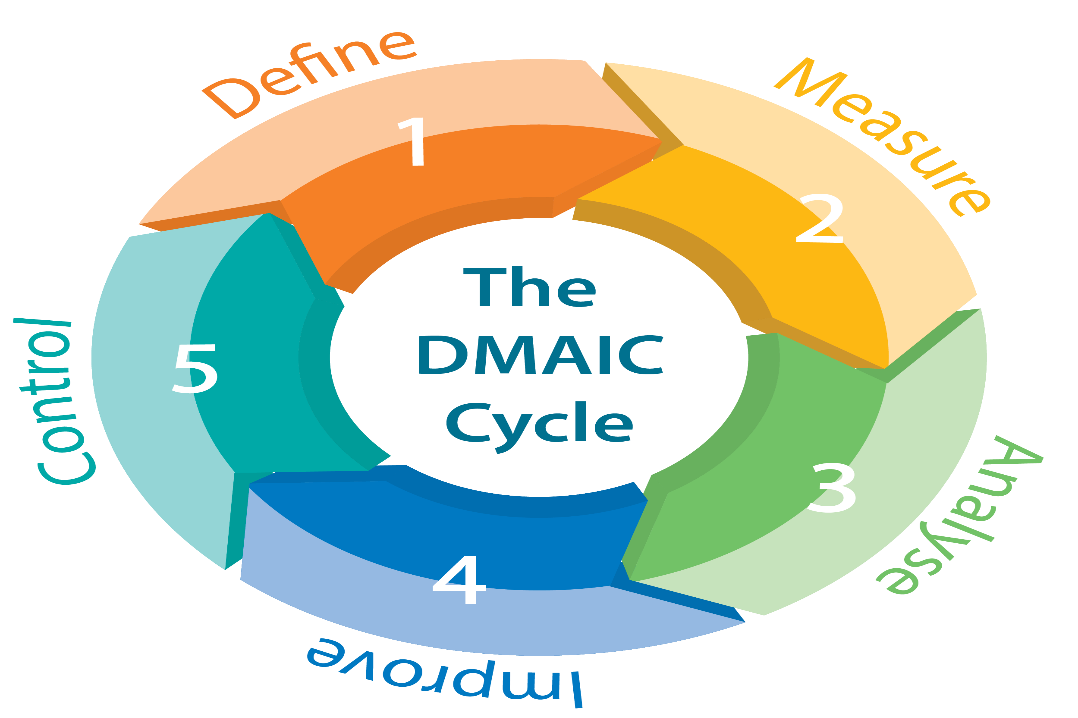 Define
1
Measure
2
Analyse
3
Improve
4
Control
5
The
DMAIC
Cycle